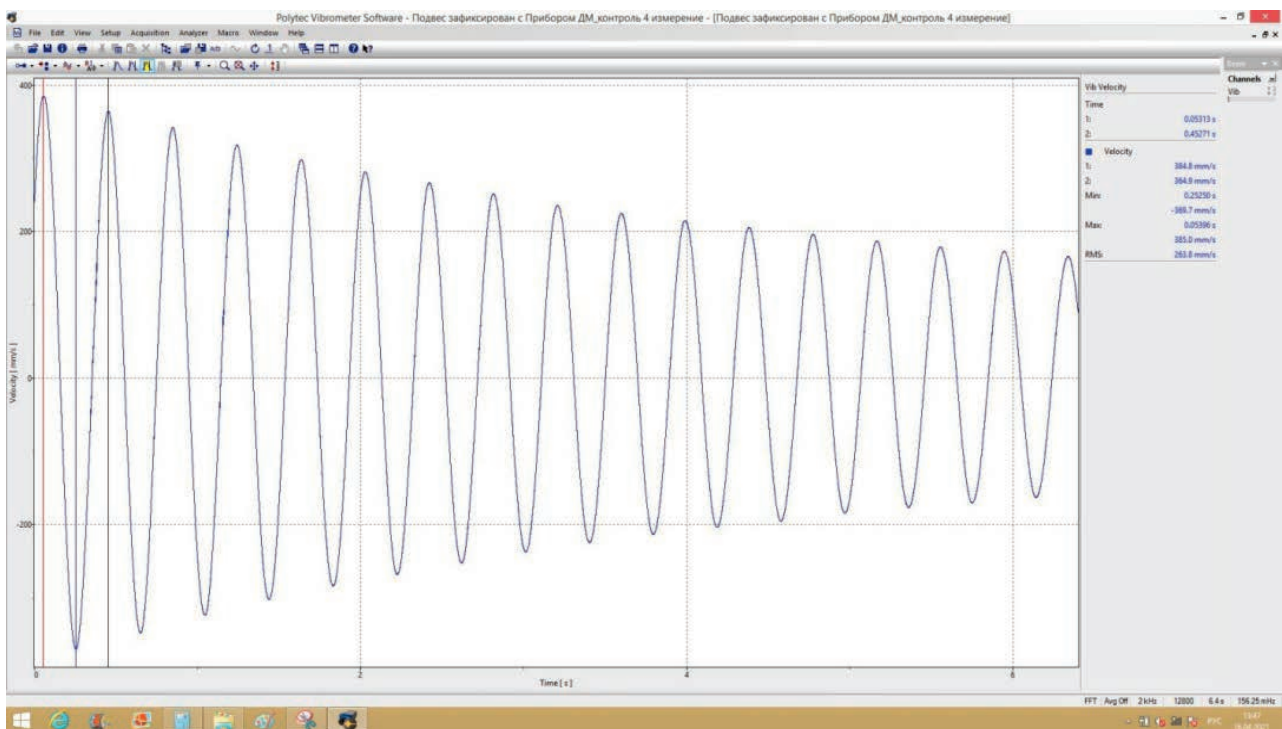 Polytec Vibrometer Software - Подвес зафиксирован с Прибором ДМ_контроль 4 измерение - [Подвес зафиксирован с Прибором ДМ_контроль 4 измерение]
File Edit View Setup Acquisition Analyzer Macro Window Help
Channels
Vib
Vib Velocity
Time
1: 0.05313 s
2: 0.45271 s
Velocity
1: 384.8 mm/s
2: 364.9 mm/s
Min: 0.25250 s
-369.7 mm/s
Max: 0.05396 s
385.0 mm/s
RMS: 263.8 mm/s
400
200
0
-200
Velocity [ mm/s ]
0 2 4 6
Time [ s ]
FFT Avg Off 2 kHz 12800 6.4 s 156.25 mHz
РУС 13:47